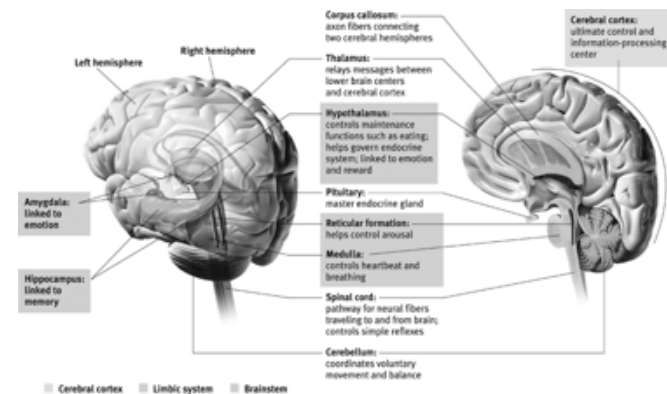 Corpus callosum:
axon fibers connecting
two cerebral hemispheres
Cerebral cortex:
ultimate control and
information-processing
center
Right hemisphere
Left hemisphere
Thalamus:
relays messages between
lower brain centers
and cerebral cortex
Hypothalamus:
controls maintenance
functions such as eating;
helps govern endocrine
system; linked to emotion
and reward
Amygdala:
linked to
emotion
Pituitary:
master endocrine gland
Reticular formation:
helps control arousal
Medulla:
controls heartbeat and
breathing
Hippocampus:
linked to
memory
Spinal cord:
pathway for neural fibers
traveling to and from brain;
controls simple reflexes
Cerebellum:
coordinates voluntary
movement and balance
Cerebral cortex Limbic system Brainstem